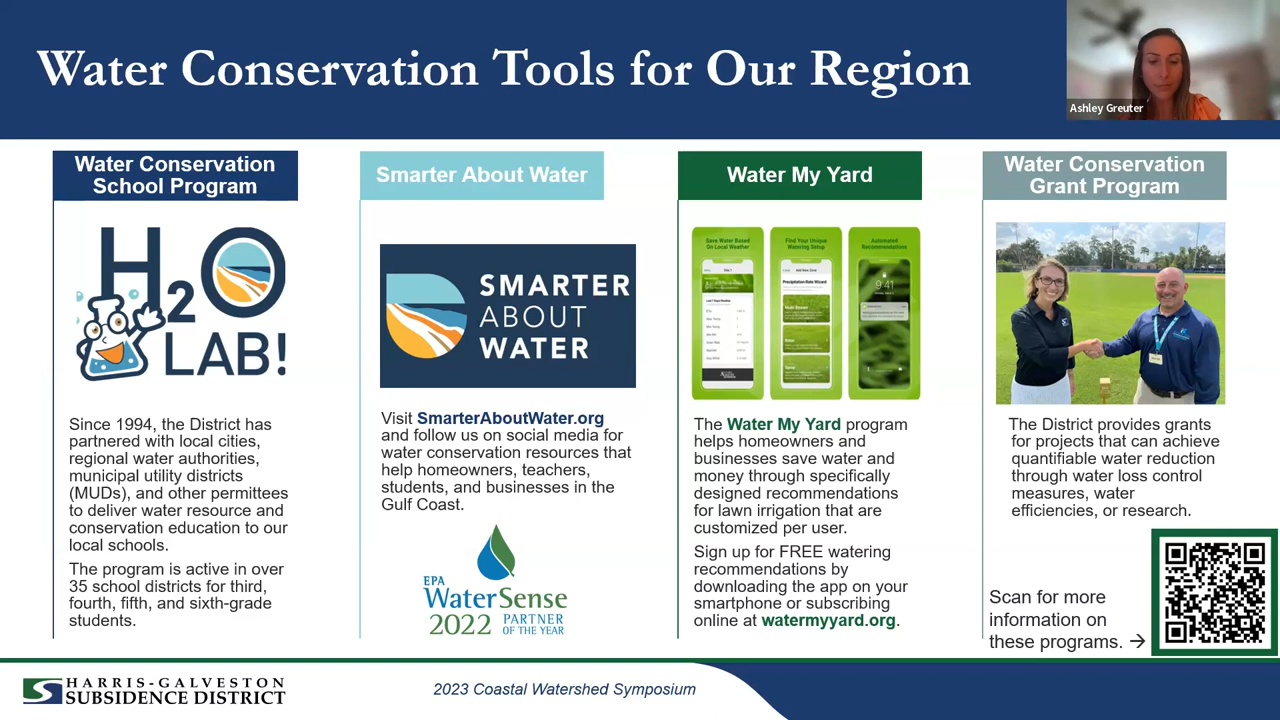 Water Conservation Tools for Our Region
Ashley Greuter
Water Conservation
School Program
H2O
LAB!
Since 1994, the District has
partnered with local cities,
regional water authorities,
municipal utility districts
(MUDs), and other permittees
to deliver water resource and
conservation education to our
local schools.
The program is active in over
35 school districts for third,
fourth, fifth, and sixth-grade
students.
Smarter About Water
SMARTER
ABOUT
WATER
Visit SmarterAboutWater.org
and follow us on social media for
water conservation resources that
help homeowners, teachers,
students, and businesses in the
Gulf Coast.
EPA
WaterSense
2022 PARTNER
OF THE YEAR
Water My Yard
Save Water Based
On Local Weather
Find Your Unique
Watering Setup
Add New Zone
Precipitation Rate Wizard
Automated
Recommendations
9:41
The Water My Yard program
helps homeowners and
businesses save water and
money through specifically
designed recommendations
for lawn irrigation that are
customized per user.
Sign up for FREE watering
recommendations by
downloading the app on your
smartphone or subscribing
online at watermyyard.org.
Water Conservation
Grant Program
The District provides grants
for projects that can achieve
quantifiable water reduction
through water loss control
measures, water
efficiencies, or research.
Scan for more
information on
these programs. →
HARRIS-GALVESTON
SUBSIDENCE DISTRICT
2023 Coastal Watershed Symposium